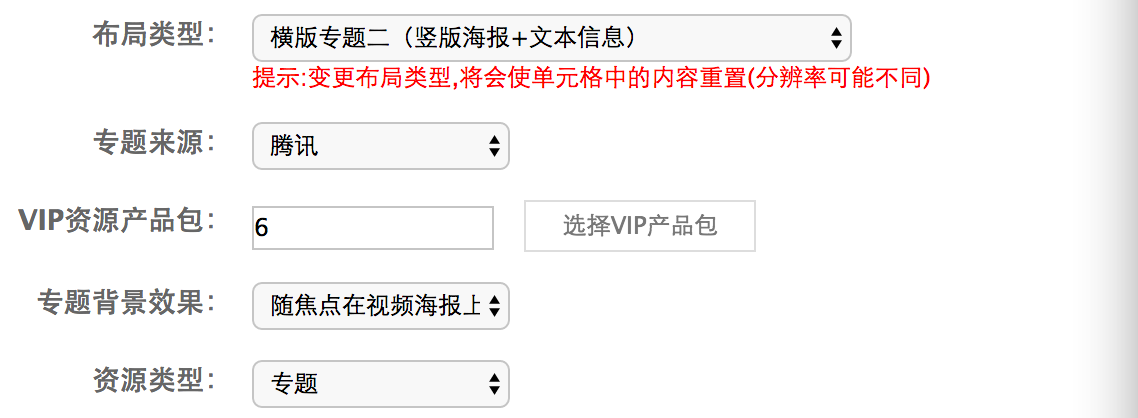 布局类型： 横版专题二（竖版海报+文本信息）
提示:变更布局类型,将会使单元格中的内容重置(分辨率可能不同)
专题来源： 腾讯
VIP资源产品包： 6 选择VIP产品包
专题背景效果： 随焦点在视频海报上
资源类型： 专题